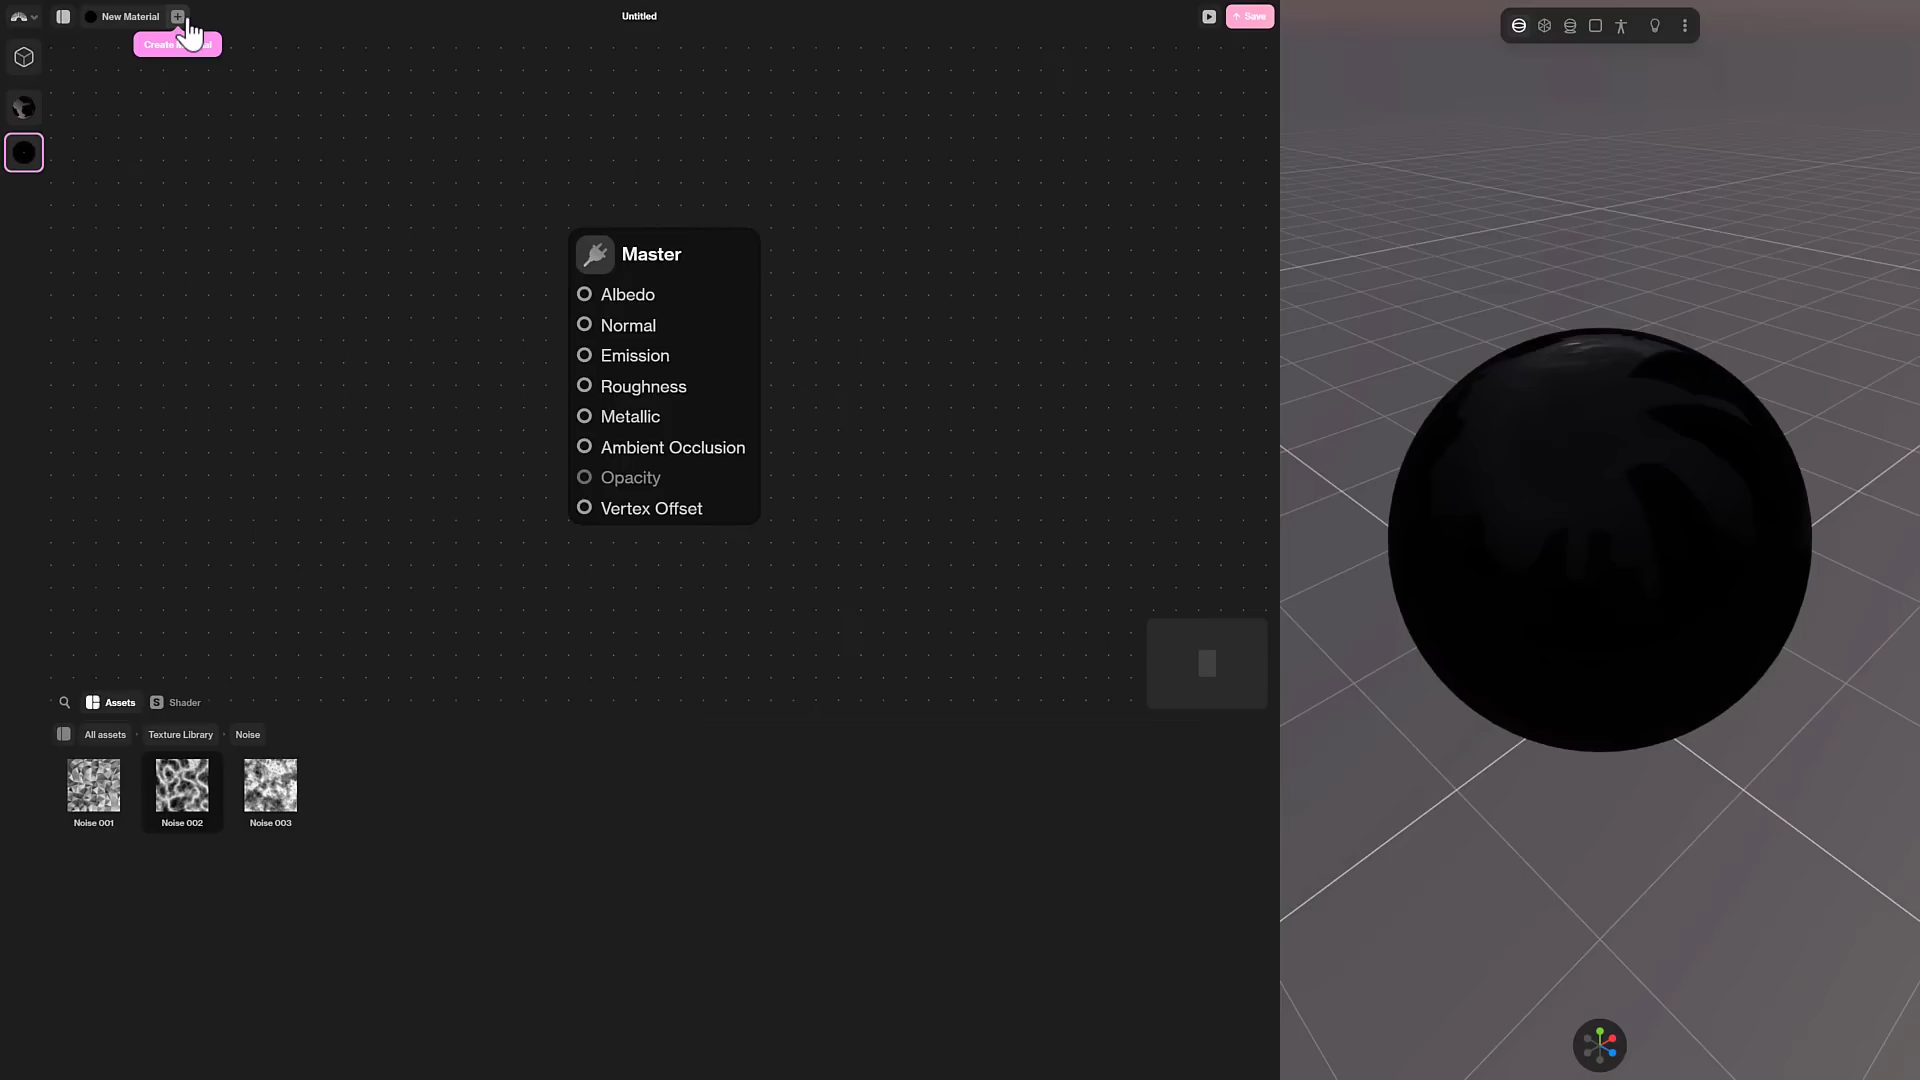 New Material
Untitled
Save
Create
Master
Albedo
Normal
Emission
Roughness
Metallic
Ambient Occlusion
Opacity
Vertex Offset
Assets
S Shader
All assets
Texture Library
Noise
Noise 001
Noise 002
Noise 003